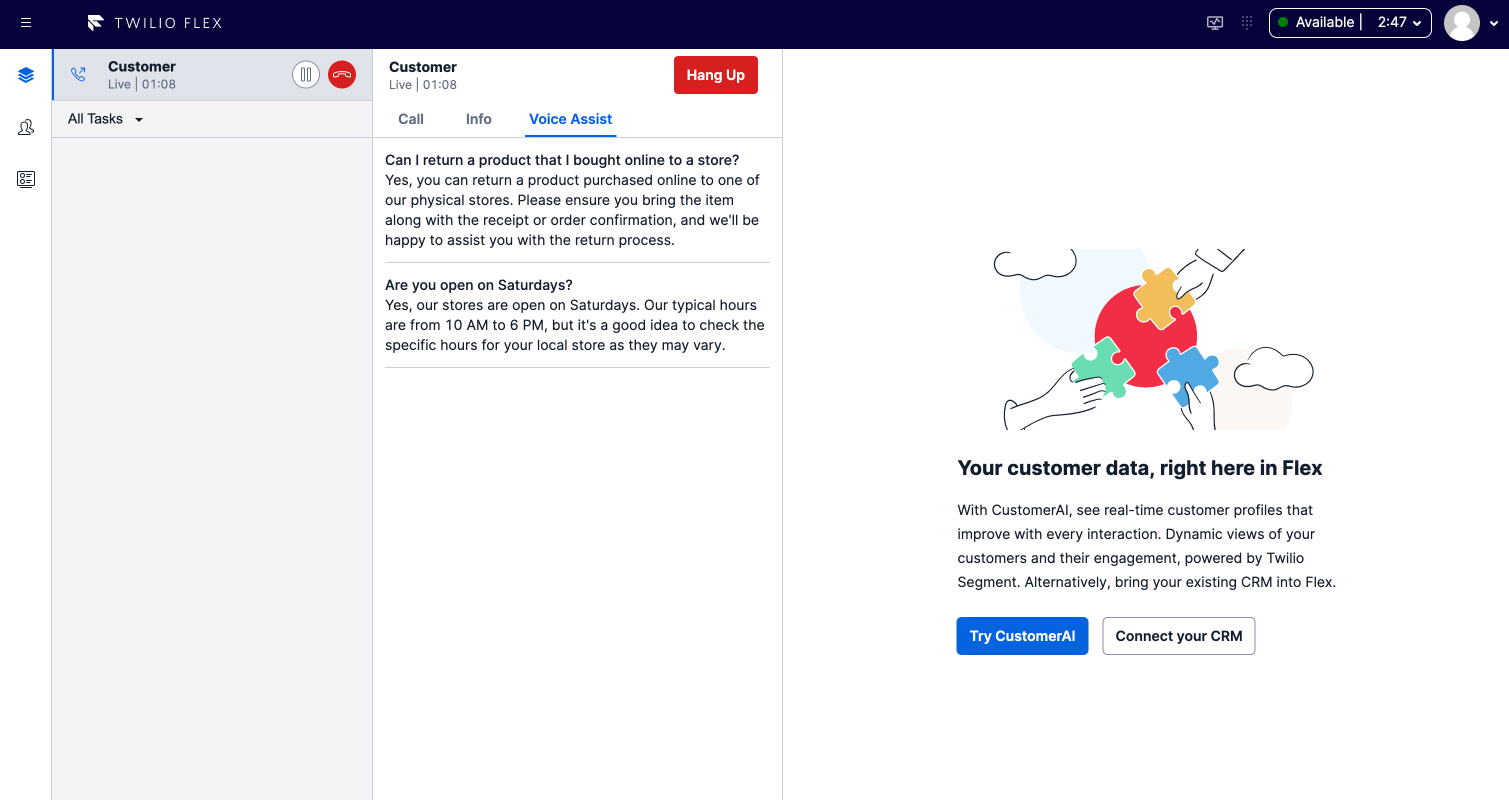 TWILIO FLEX
Available | 2:47
Customer
Live | 01:08
All Tasks
Customer
Live | 01:08
Hang Up
Call Info Voice Assist
Can I return a product that I bought online to a store?
Yes, you can return a product purchased online to one of
our physical stores. Please ensure you bring the item
along with the receipt or order confirmation, and we'll be
happy to assist you with the return process.
Are you open on Saturdays?
Yes, our stores are open on Saturdays. Our typical hours
are from 10 AM to 6 PM, but it's a good idea to check the
specific hours for your local store as they may vary.
Your customer data, right here in Flex
With CustomerAI, see real-time customer profiles that
improve with every interaction. Dynamic views of your
customers and their engagement, powered by Twilio
Segment. Alternatively, bring your existing CRM into Flex.
Try CustomerAI
Connect your CRM